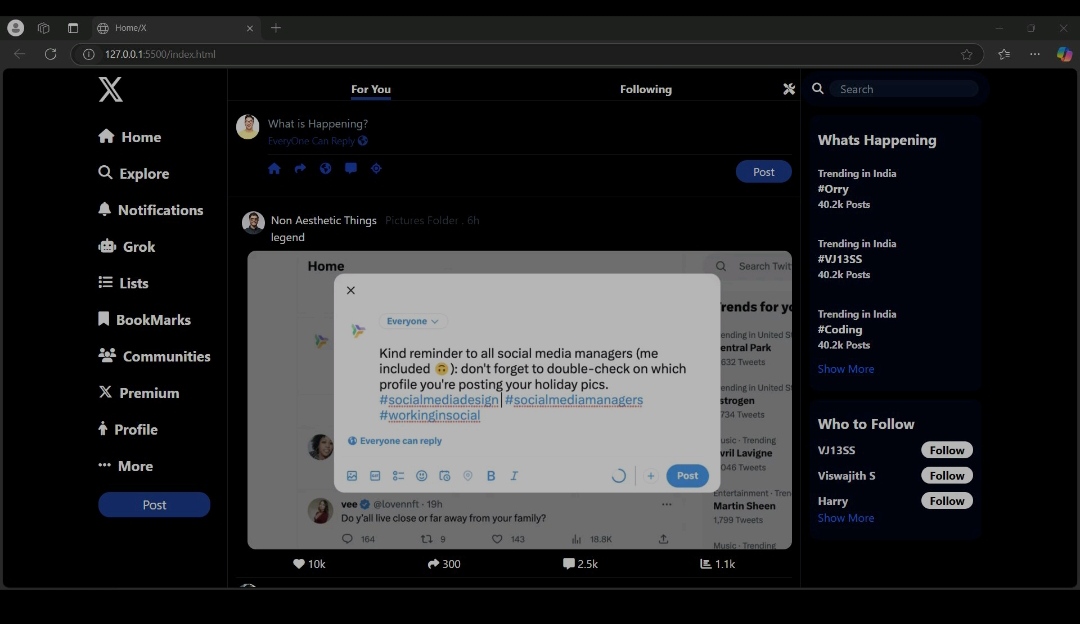 Home/X
127.0.0.1:5500/index.html
Home
Explore
Notifications
Grok
Lists
BookMarks
Communities
Premium
Profile
More
Post
For You
Following
What is Happening?
EveryOne Can Reply
Post
Non Aesthetic Things Pictures Folder . 6h
legend
Home
Search Twit
Everyone
Kind reminder to all social media managers (me
included 🙃): don't forget to double-check on which
profile you're posting your holiday pics.
#socialmediadesign #socialmediamanagers
#workinginsocial
Everyone can reply
B I
+
Post
rends for yo
ending in United S
entral Park
632 Tweets
ending in United S
strogen
734 Tweets
usic · Trending
vril Lavigne
046 Tweets
Entertainment · Tren
Martin Sheen
1,799 Tweets
Music · Trending
vee @lovennft · 19h
Do y'all live close or far away from your family?
164 9 143 18.8K
10k 300 2.5k 1.1k
Search
Whats Happening
Trending in India
#Orry
40.2k Posts
Trending in India
#VJ13SS
40.2k Posts
Trending in India
#Coding
40.2k Posts
Show More
Who to Follow
VJ13SS Follow
Viswajith S Follow
Harry Follow
Show More